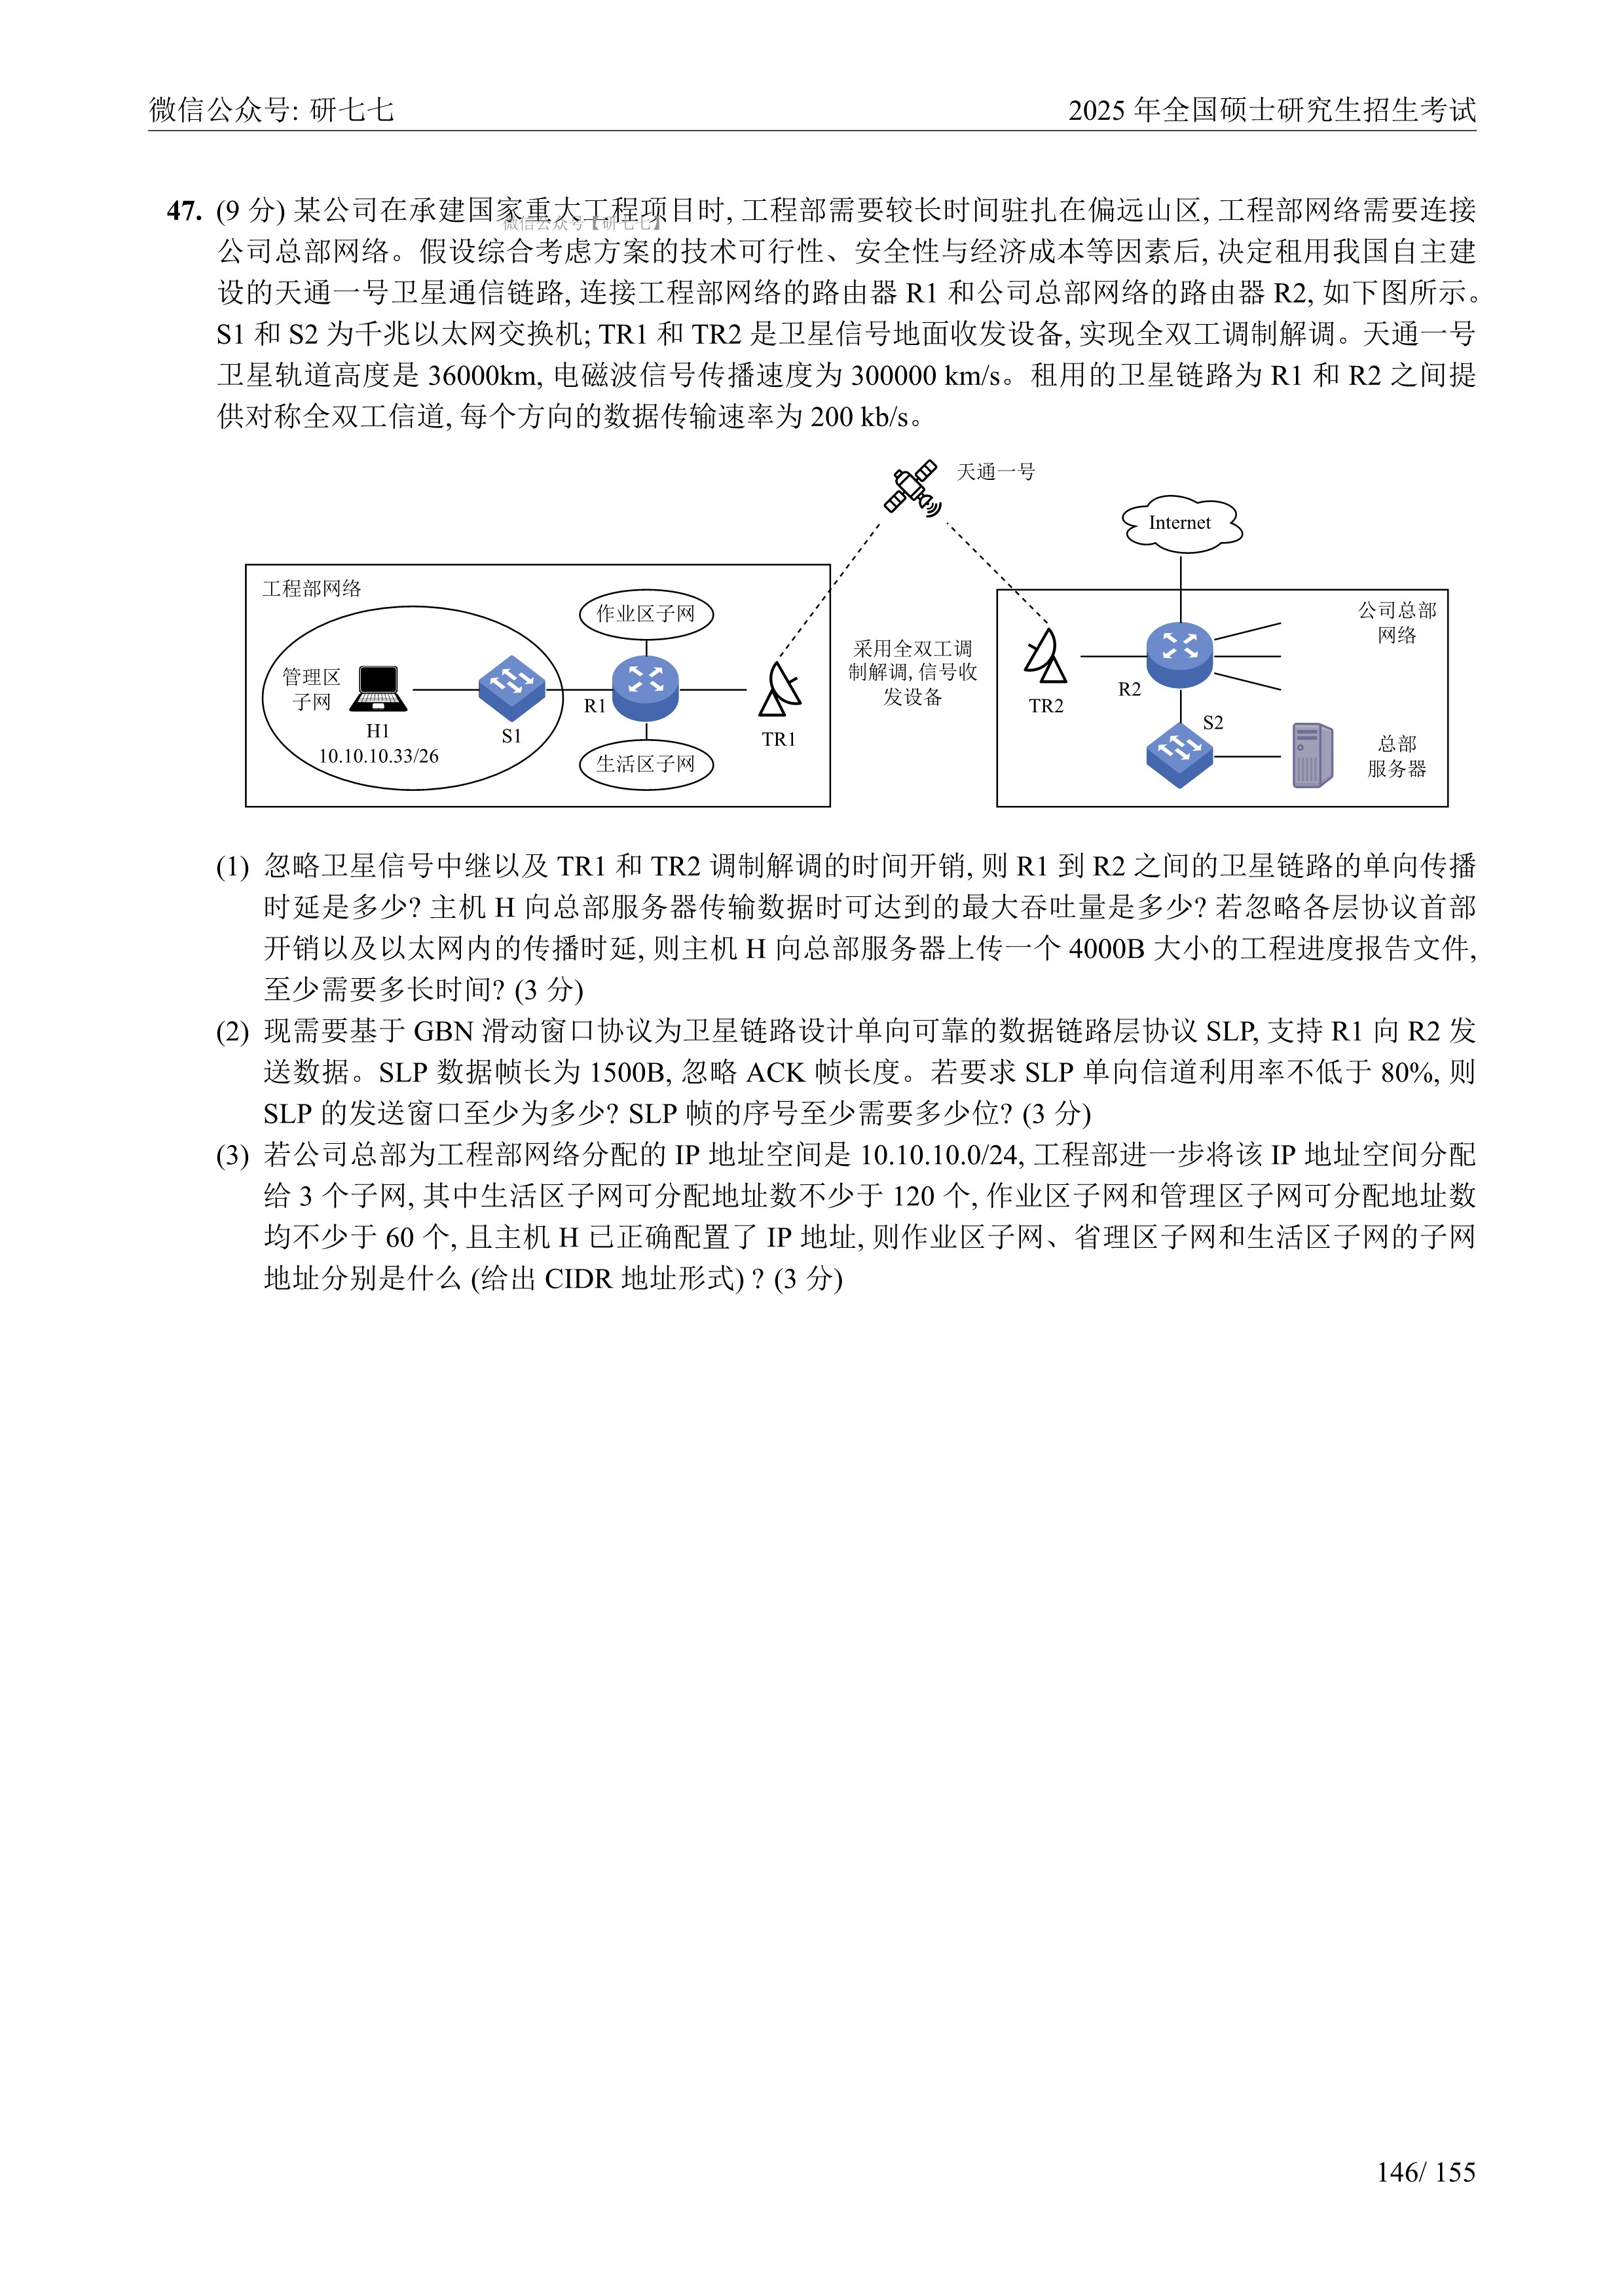 微信公众号: 研七七
2025 年全国硕士研究生招生考试
47. (9 分) 某公司在承建国家重大工程项目时, 工程部需要较长时间驻扎在偏远山区, 工程部网络需要连接
微信公众号【研七七】
公司总部网络。假设综合考虑方案的技术可行性、安全性与经济成本等因素后, 决定租用我国自主建
设的天通一号卫星通信链路, 连接工程部网络的路由器 R1 和公司总部网络的路由器 R2, 如下图所示。
S1 和 S2 为千兆以太网交换机; TR1 和 TR2 是卫星信号地面收发设备, 实现全双工调制解调。天通一号
卫星轨道高度是 36000km, 电磁波信号传播速度为 300000 km/s。租用的卫星链路为 R1 和 R2 之间提
供对称全双工信道, 每个方向的数据传输速率为 200 kb/s。
天通一号
Internet
工程部网络
作业区子网
公司总部
网络
采用全双工调
制解调, 信号收
发设备
管理区
子网
R1
R2
TR2
H1
S1
TR1
S2
10.10.10.33/26
生活区子网
总部
服务器
(1) 忽略卫星信号中继以及 TR1 和 TR2 调制解调的时间开销, 则 R1 到 R2 之间的卫星链路的单向传播
时延是多少? 主机 H 向总部服务器传输数据时可达到的最大吞吐量是多少? 若忽略各层协议首部
开销以及以太网内的传播时延, 则主机 H 向总部服务器上传一个 4000B 大小的工程进度报告文件,
至少需要多长时间? (3 分)
(2) 现需要基于 GBN 滑动窗口协议为卫星链路设计单向可靠的数据链路层协议 SLP, 支持 R1 向 R2 发
送数据。SLP 数据帧长为 1500B, 忽略 ACK 帧长度。若要求 SLP 单向信道利用率不低于 80%, 则
SLP 的发送窗口至少为多少? SLP 帧的序号至少需要多少位? (3 分)
(3) 若公司总部为工程部网络分配的 IP 地址空间是 10.10.10.0/24, 工程部进一步将该 IP 地址空间分配
给 3 个子网, 其中生活区子网可分配地址数不少于 120 个, 作业区子网和管理区子网可分配地址数
均不少于 60 个, 且主机 H 已正确配置了 IP 地址, 则作业区子网、省理区子网和生活区子网的子网
地址分别是什么 (给出 CIDR 地址形式) ? (3 分)
146/ 155